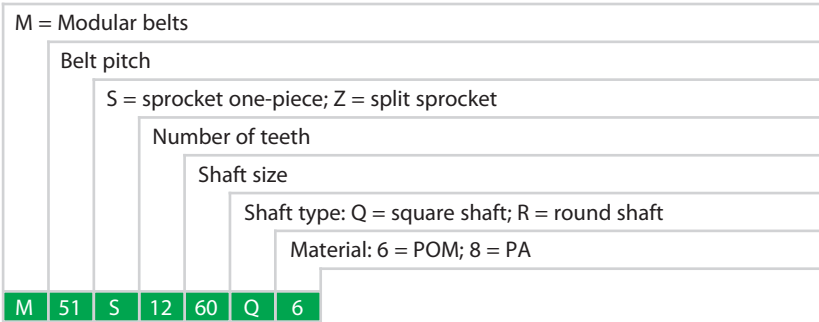 M = Modular belts
Belt pitch
S = sprocket one-piece; Z = split sprocket
Number of teeth
Shaft size
Shaft type: Q = square shaft; R = round shaft
Material: 6 = POM; 8 = PA
M 51 S 12 60 Q 6